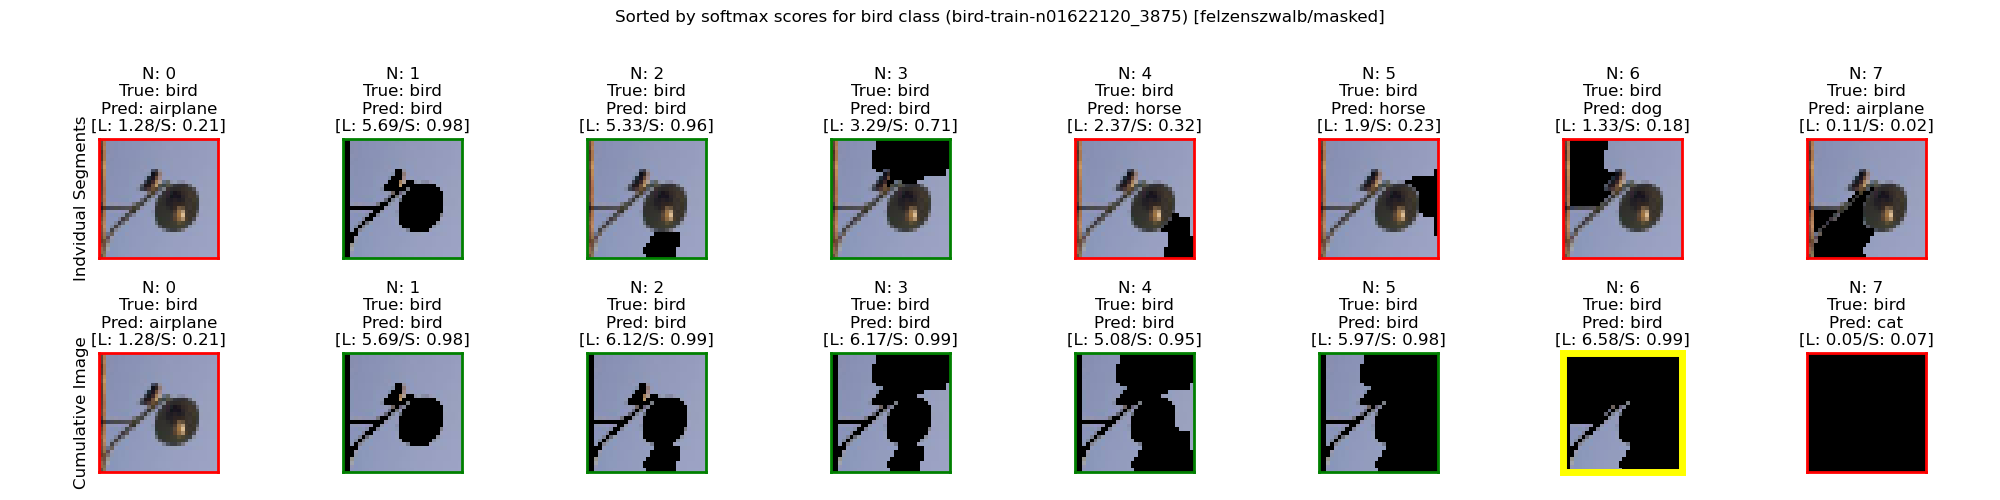 Sorted by softmax scores for bird class (bird-train-n01622120_3875) [felzenszwalb/masked]
Indvidual Segments
N: 0
True: bird
Pred: airplane
[L: 1.28/S: 0.21]
N: 1
True: bird
Pred: bird
[L: 5.69/S: 0.98]
N: 2
True: bird
Pred: bird
[L: 5.33/S: 0.96]
N: 3
True: bird
Pred: bird
[L: 3.29/S: 0.71]
N: 4
True: bird
Pred: horse
[L: 2.37/S: 0.32]
N: 5
True: bird
Pred: horse
[L: 1.9/S: 0.23]
N: 6
True: bird
Pred: dog
[L: 1.33/S: 0.18]
N: 7
True: bird
Pred: airplane
[L: 0.11/S: 0.02]
Cumulative Image
N: 0
True: bird
Pred: airplane
[L: 1.28/S: 0.21]
N: 1
True: bird
Pred: bird
[L: 5.69/S: 0.98]
N: 2
True: bird
Pred: bird
[L: 6.12/S: 0.99]
N: 3
True: bird
Pred: bird
[L: 6.17/S: 0.99]
N: 4
True: bird
Pred: bird
[L: 5.08/S: 0.95]
N: 5
True: bird
Pred: bird
[L: 5.97/S: 0.98]
N: 6
True: bird
Pred: bird
[L: 6.58/S: 0.99]
N: 7
True: bird
Pred: cat
[L: 0.05/S: 0.07]